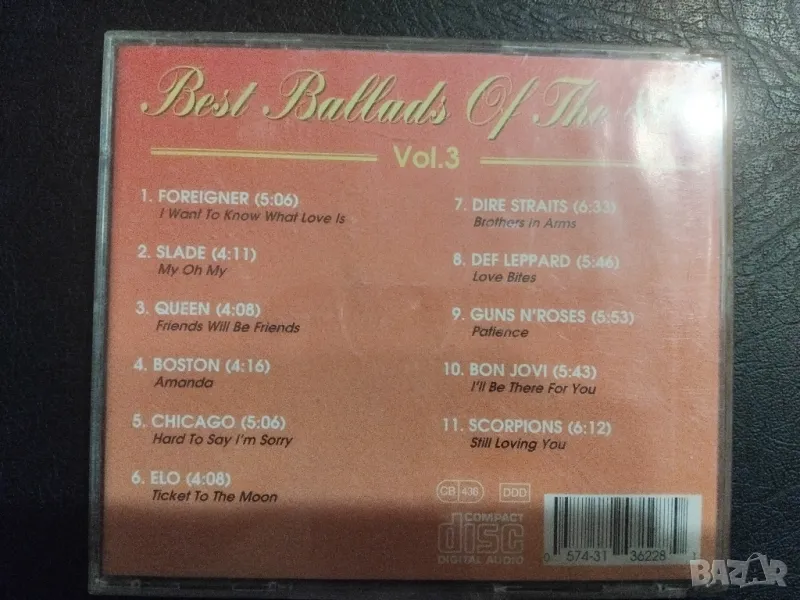 Best Ballads Of The
Vol.3
1. FOREIGNER (5:06)
I Want To Know What Love Is
2. SLADE (4:11)
My Oh My
3. QUEEN (4:08)
Friends Will Be Friends
4. BOSTON (4:16)
Amanda
5. CHICAGO (5:06)
Hard To Say I'm Sorry
6. ELO (4:08)
Ticket To The Moon
7. DIRE STRAITS (6:33)
Brothers in Arms
8. DEF LEPPARD (5:46)
Love Bites
9. GUNS N'ROSES (5:53)
Patience
10. BON JOVI (5:43)
I'll Be There For You
11. SCORPIONS (6:12)
Still Loving You
CB 436 DDD
COMPACT
disc
DIGITAL AUDIO
0 574-31 36228 1
BAZAR